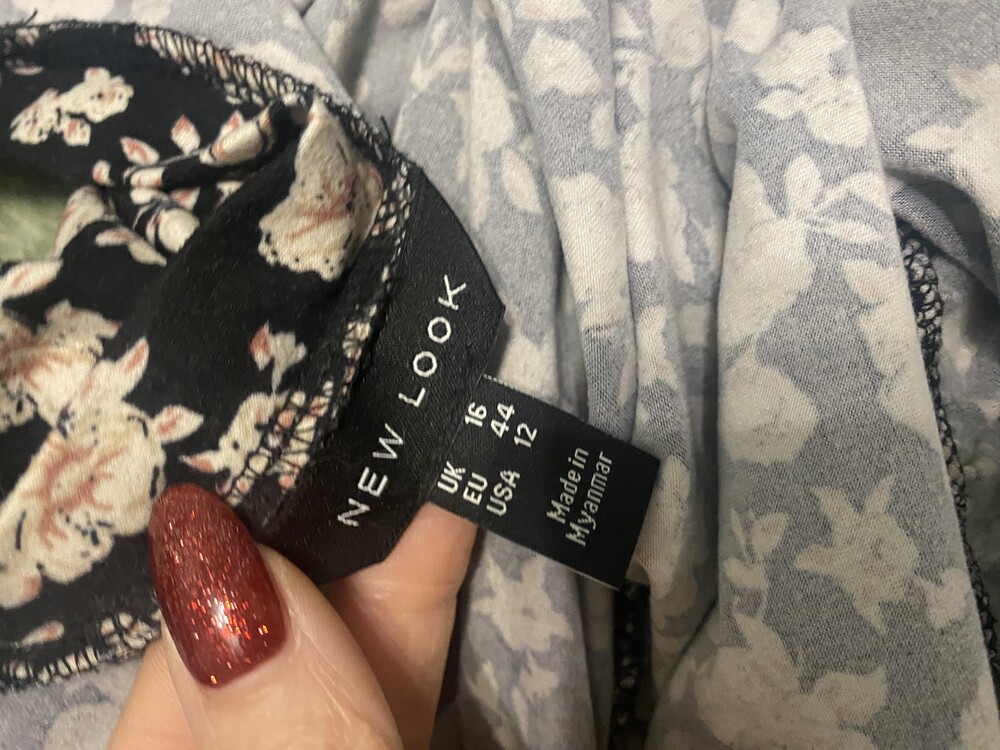 NEW LOOK
UK 16
EU 44
USA 12
Made in
Myanmar